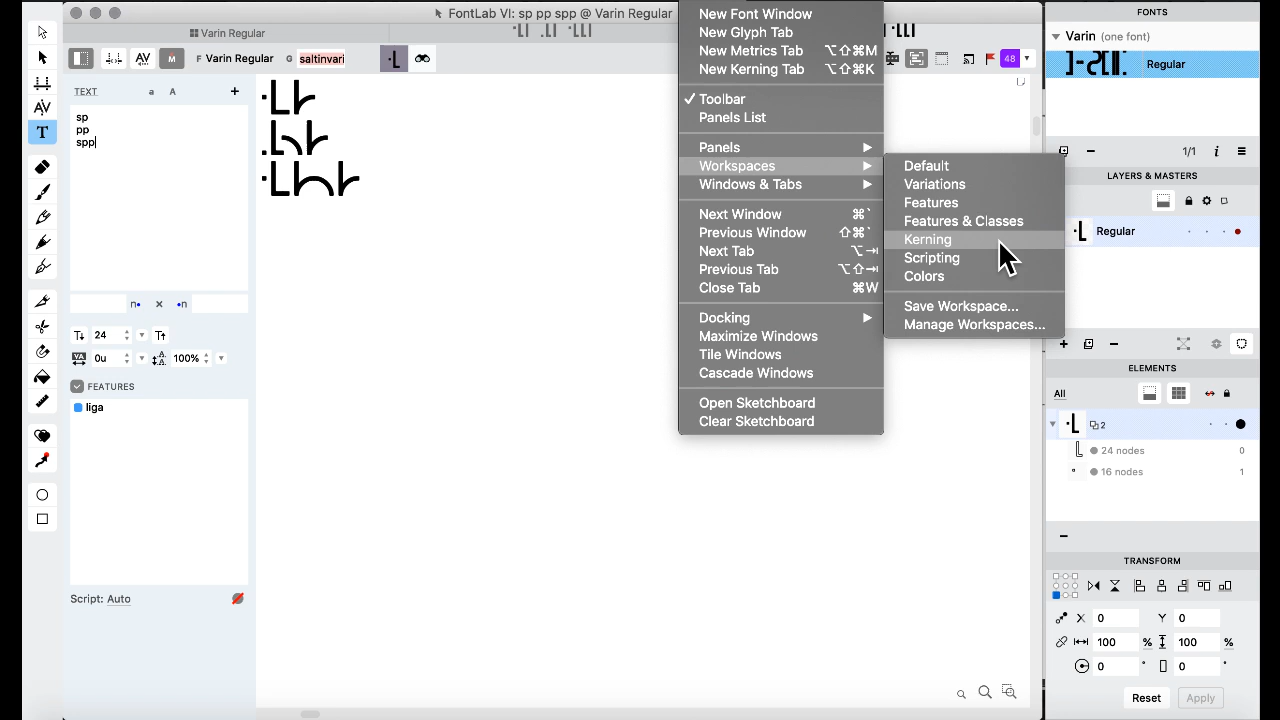 FontLab VI: sp pp spp @ Varin Regular
Varin Regular
F Varin Regular G saltinvari
48
TEXT a A +
sp
pp
spp
n• × •n
24
0u 100%
FEATURES
liga
Script: Auto
New Font Window
New Glyph Tab
New Metrics Tab ⌥⇧⌘M
New Kerning Tab ⌥⇧⌘K
✓ Toolbar
Panels List
Panels ▶
Workspaces ▶
Windows & Tabs ▶
Next Window ⌘`
Previous Window ⇧⌘`
Next Tab ⌥⇥
Previous Tab ⌥⇧⇥
Close Tab ⌘W
Docking ▶
Maximize Windows
Tile Windows
Cascade Windows
Open Sketchboard
Clear Sketchboard
Default
Variations
Features
Features & Classes
Kerning
Scripting
Colors
Save Workspace...
Manage Workspaces...
FONTS
Varin (one font)
Regular
1/1 i
LAYERS & MASTERS
Regular
ELEMENTS
All
2
24 nodes 0
16 nodes 1
TRANSFORM
X 0 Y 0
100 % 100 %
0 ° 0 °
Reset Apply